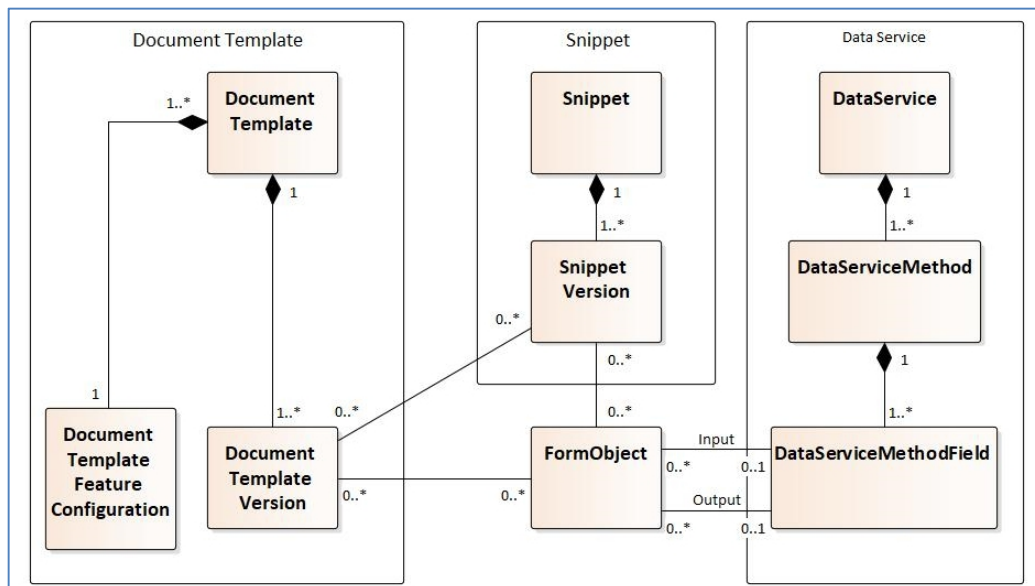 Document Template
Snippet
Data Service
Document
Template
Snippet
DataService
1..*
1
1
1
Snippet
Version
1..*
DataServiceMethod
1..*
0..*
0..*
1
1
1..*
0..*
0..*
1..*
Document
Template
Feature
Configuration
Document
Template
Version
FormObject
Input
DataServiceMethodField
0..*
0..1
0..*
0..*
Output
0..*
0..1